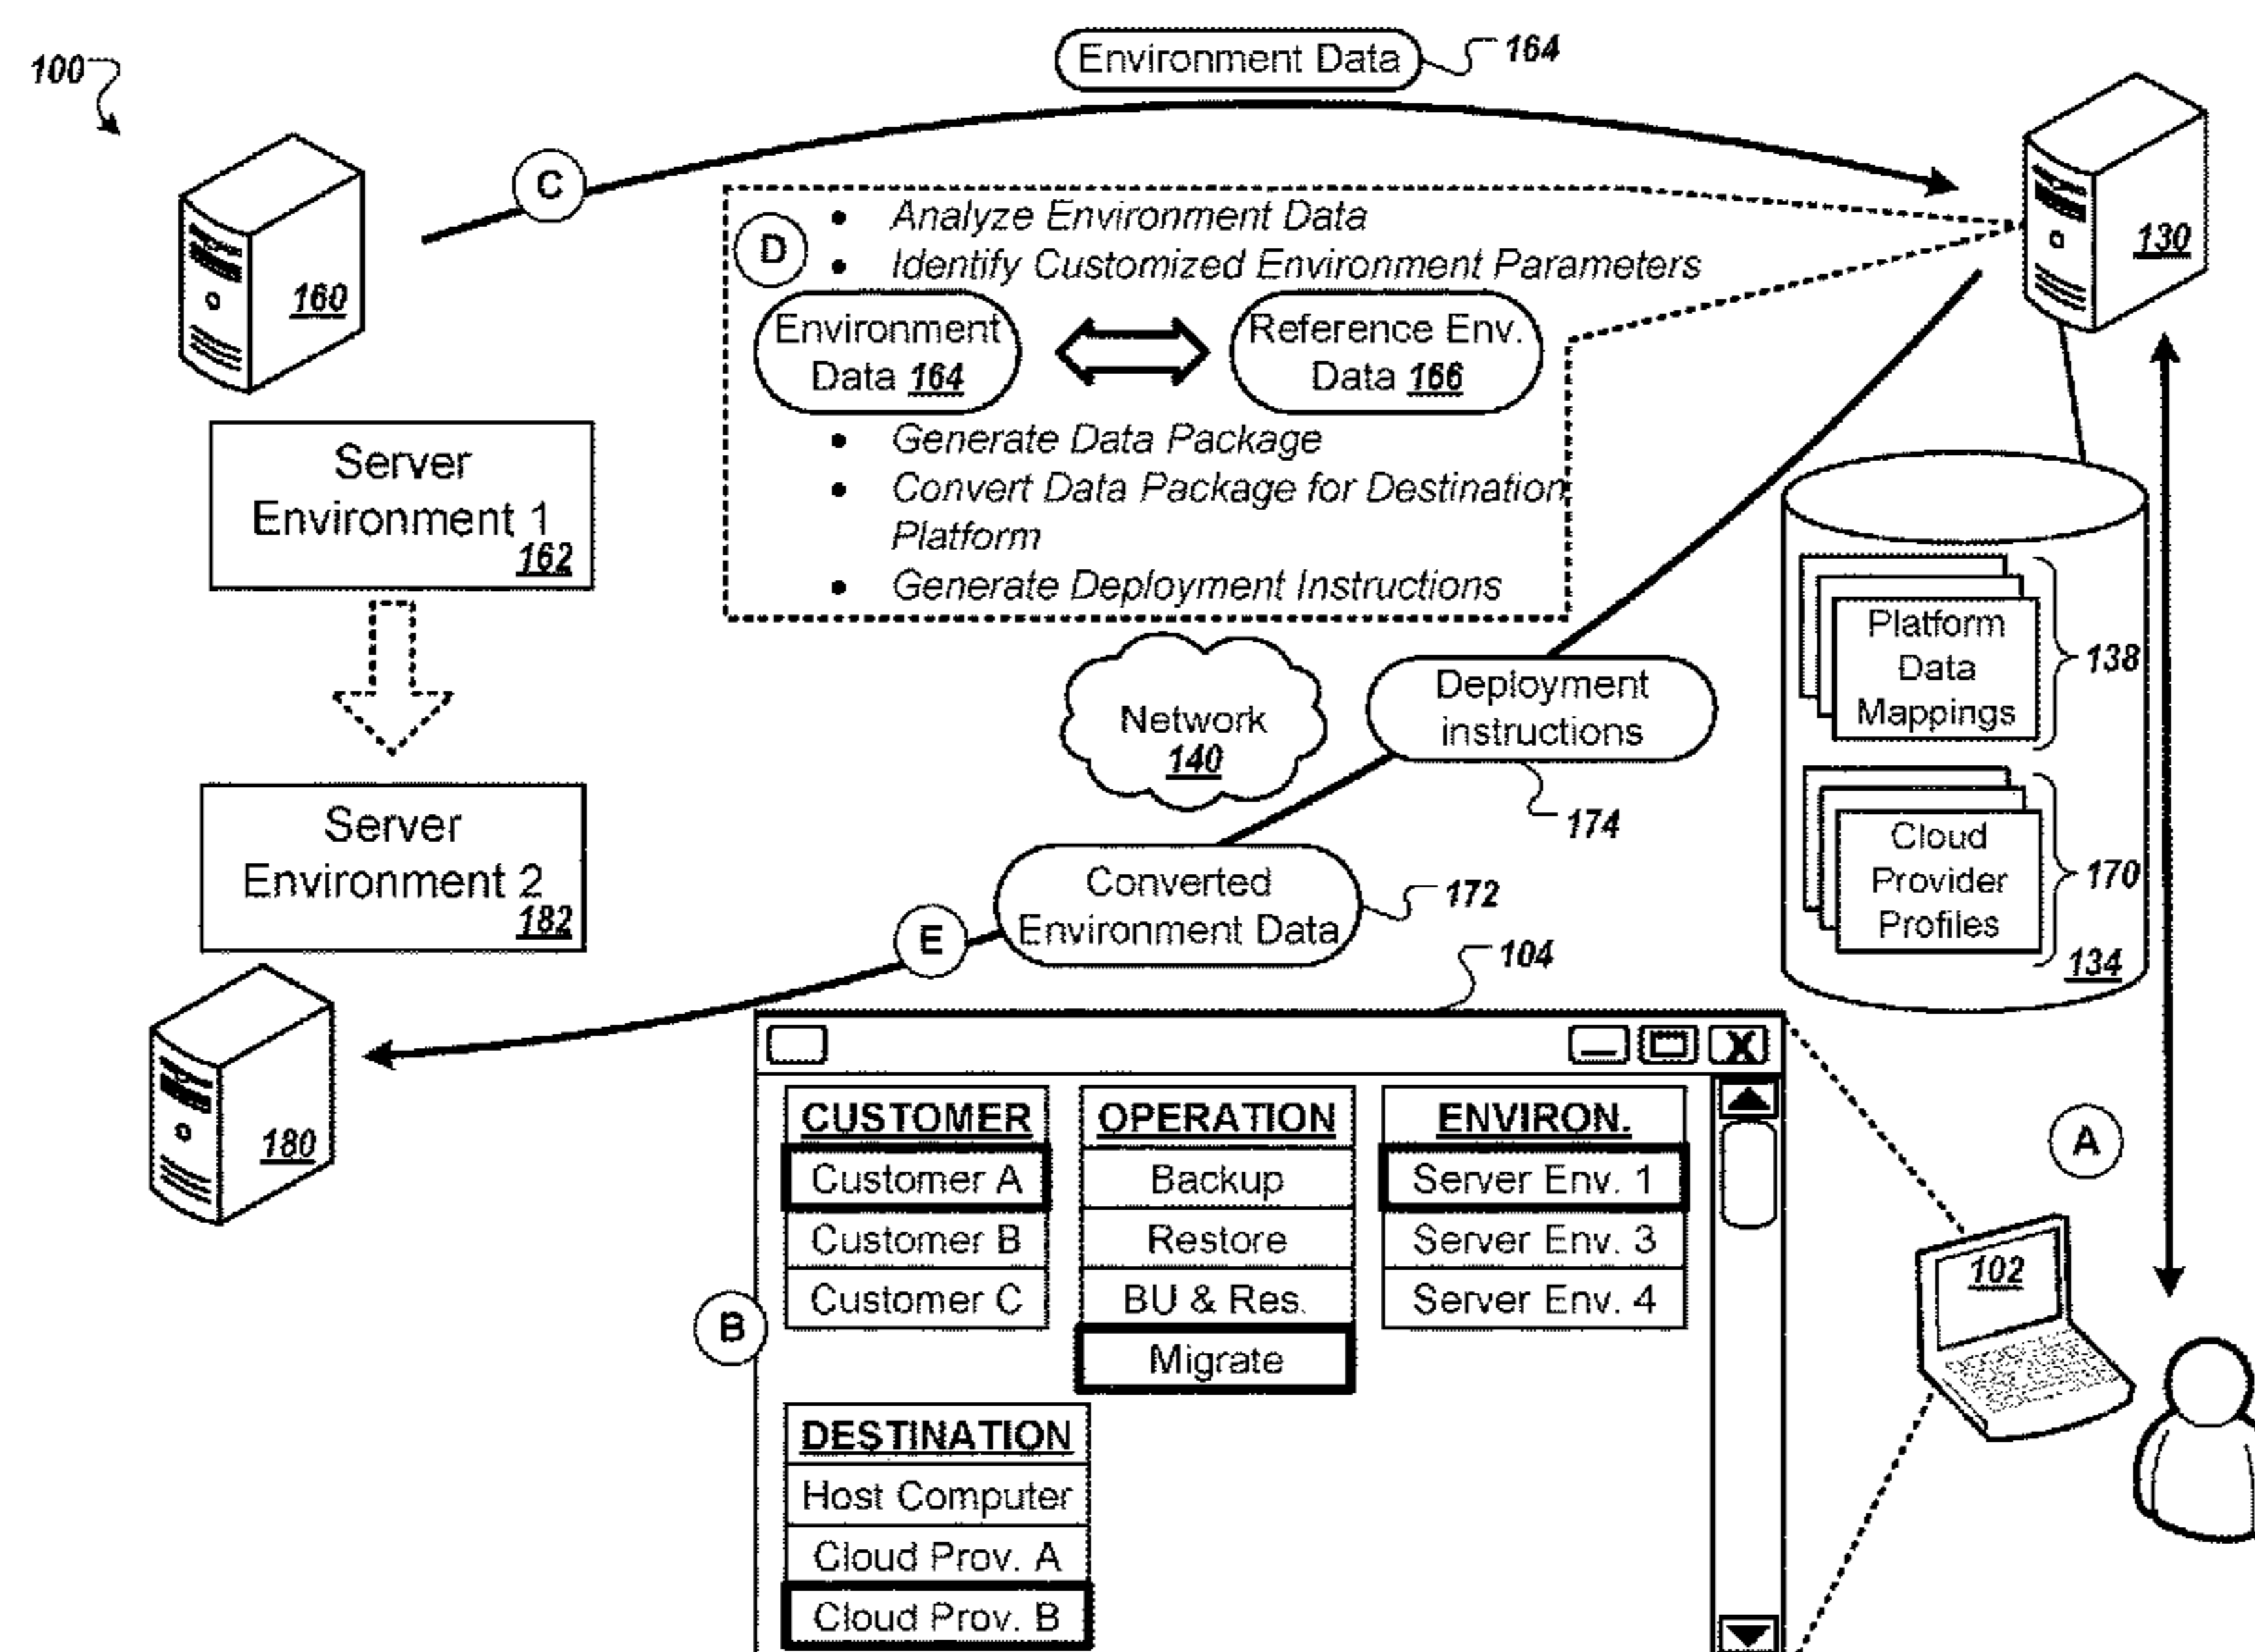 Environment Data
164
100
C
160
130
D
• Analyze Environment Data
• Identify Customized Environment Parameters
Environment
Data 164
Reference Env.
Data 166
• Generate Data Package
• Convert Data Package for Destination
Platform
• Generate Deployment Instructions
Server
Environment 1
162
Server
Environment 2
182
180
Network
140
Deployment
instructions
174
Converted
Environment Data
172
E
Platform
Data
Mappings
138
Cloud
Provider
Profiles
170
134
104
X
B
CUSTOMER
Customer A
Customer B
Customer C
OPERATION
Backup
Restore
BU & Res.
Migrate
ENVIRON.
Server Env. 1
Server Env. 3
Server Env. 4
DESTINATION
Host Computer
Cloud Prov. A
Cloud Prov. B
A
102